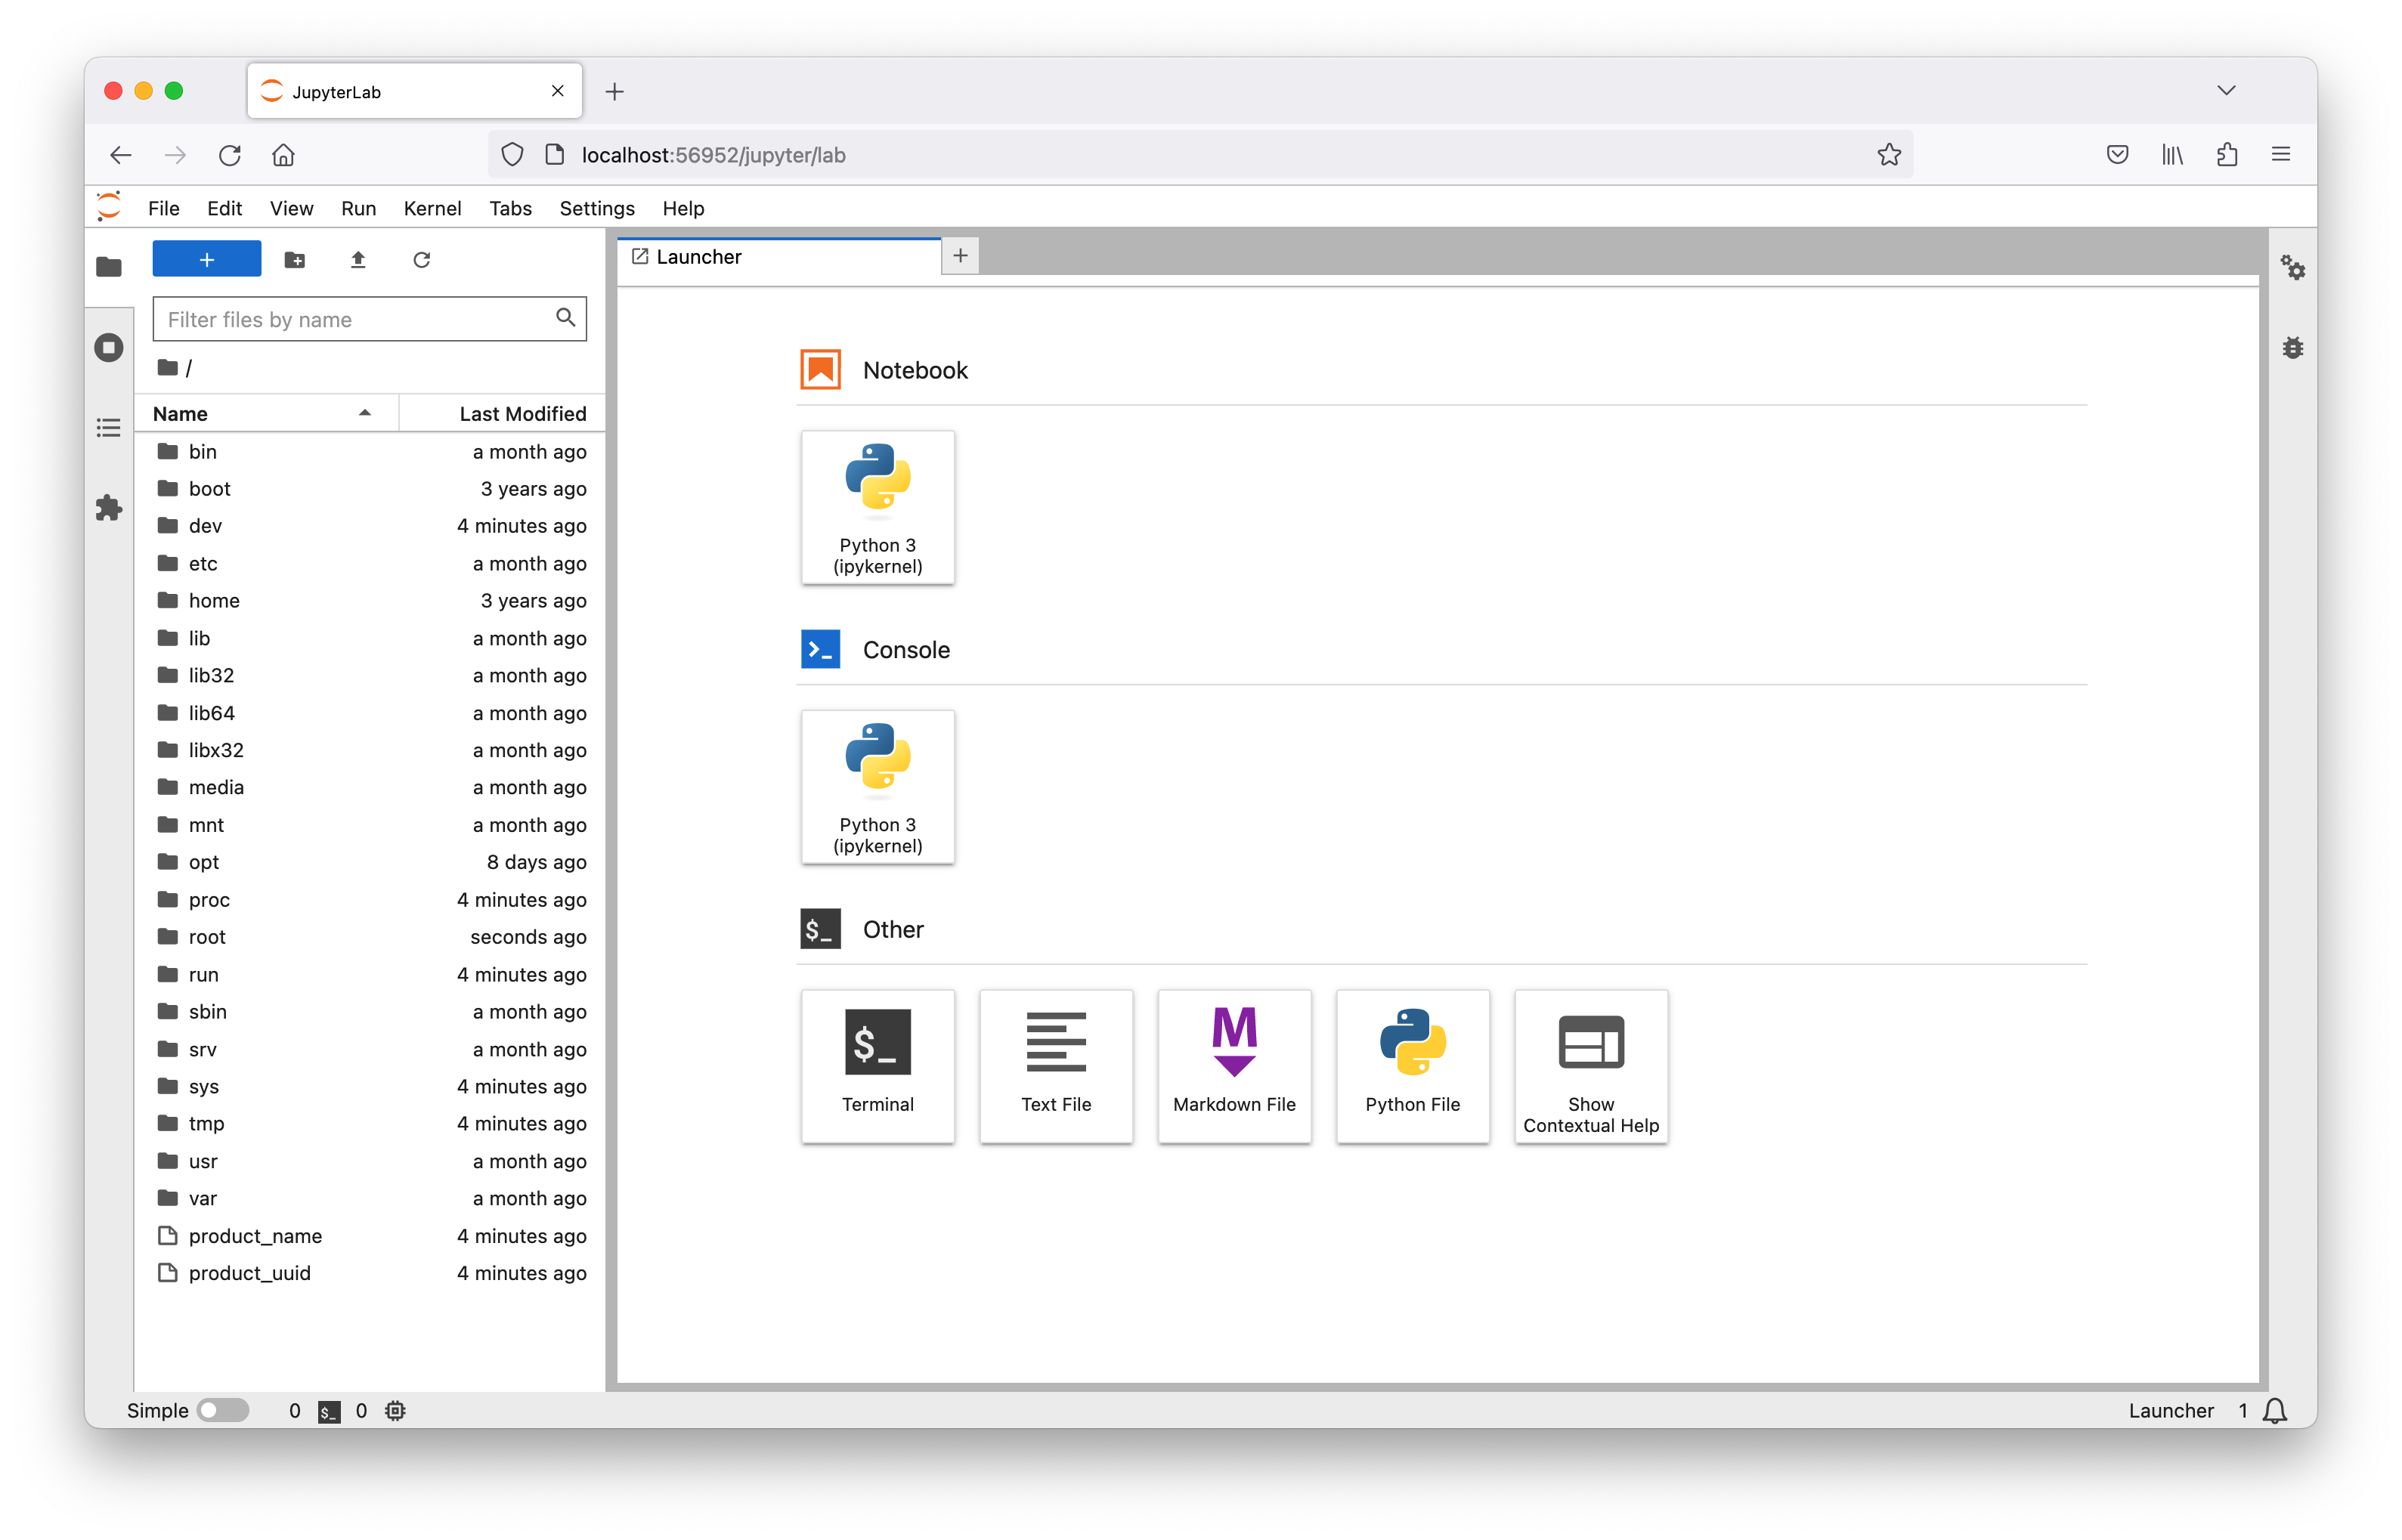 JupyterLab
localhost:56952/jupyter/lab
File Edit View Run Kernel Tabs Settings Help
Filter files by name
/
Name Last Modified
bin a month ago
boot 3 years ago
dev 4 minutes ago
etc a month ago
home 3 years ago
lib a month ago
lib32 a month ago
lib64 a month ago
libx32 a month ago
media a month ago
mnt a month ago
opt 8 days ago
proc 4 minutes ago
root seconds ago
run 4 minutes ago
sbin a month ago
srv a month ago
sys 4 minutes ago
tmp 4 minutes ago
usr a month ago
var a month ago
product_name 4 minutes ago
product_uuid 4 minutes ago
Launcher
Notebook
Python 3
(ipykernel)
>_ Console
Python 3
(ipykernel)
$_ Other
$_
Terminal
Text File
M
Markdown File
Python File
Show
Contextual Help
Simple 0 $_ 0 Launcher 1